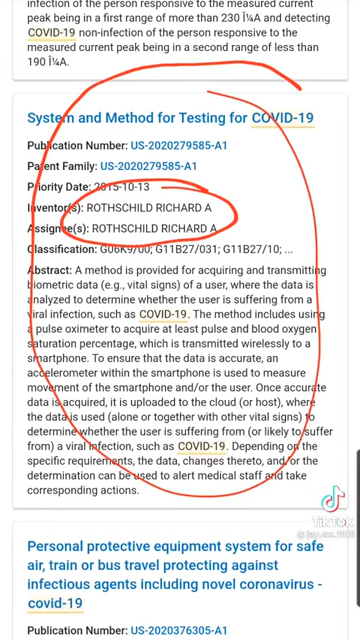 infection of the person responsive to the measured current
peak being in a first range of more than 230 Î¼A and detecting
COVID-19 non-infection of the person responsive to the
measured current peak being in a second range of less than
190 Î¼A.
System and Method for Testing for COVID-19
Publication Number: US-2020279585-A1
Parent Family: US-2020279585-A1
Priority Date: 2015-10-13
Inventor(s): ROTHSCHILD RICHARD A
Assignee(s): ROTHSCHILD RICHARD A
Classification: G06K9/00; G11B27/031; G11B27/10; ...
Abstract: A method is provided for acquiring and transmitting
biometric data (e.g., vital signs) of a user, where the data is
analyzed to determine whether the user is suffering from a
viral infection, such as COVID-19. The method includes using
a pulse oximeter to acquire at least pulse and blood oxygen
saturation percentage, which is transmitted wirelessly to a
smartphone. To ensure that the data is accurate, an
accelerometer within the smartphone is used to measure
movement of the smartphone and/or the user. Once accurate
data is acquired, it is uploaded to the cloud (or host), where
the data is used (alone or together with other vital signs) to
determine whether the user is suffering from (or likely to suffer
from) a viral infection, such as COVID-19. Depending on the
specific requirements, the data, changes thereto, and/or the
determination can be used to alert medical staff and take
corresponding actions.
TikTok
Personal protective equipment system for safe
air, train or bus travel protecting against
infectious agents including novel coronavirus -
covid-19
Publication Number: US-2020376305-A1